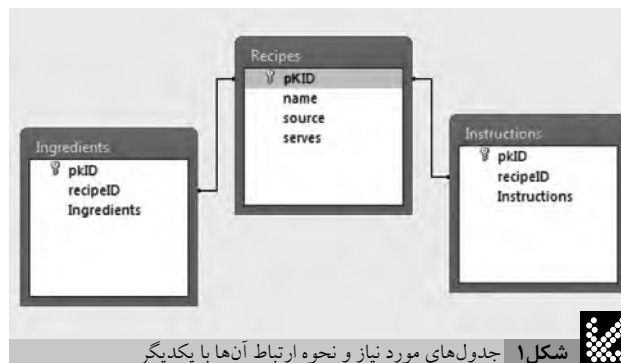 Recipes
pKID
name
source
serves
Ingredients
pkID
recipeID
Ingredients
Instructions
pkID
recipeID
Instructions
شکل۱ جدول‌های مورد نیاز و نحوه ارتباط آن‌ها با یکدیگر